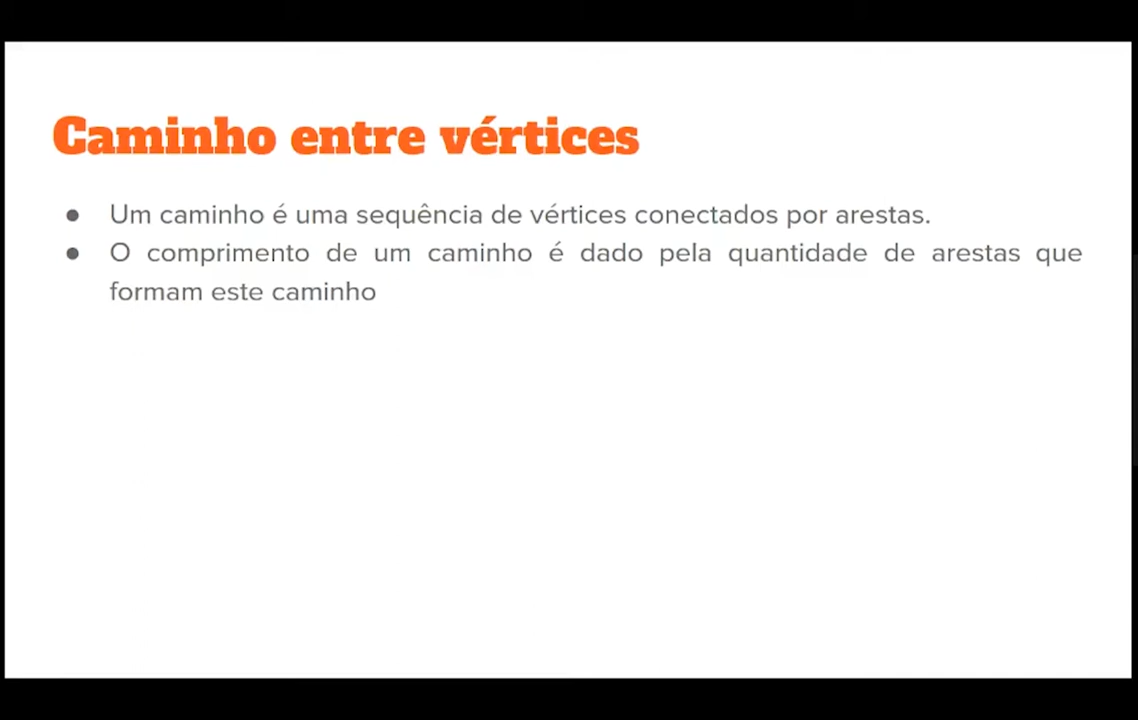 Caminho entre vértices
● Um caminho é uma sequência de vértices conectados por arestas.
● O comprimento de um caminho é dado pela quantidade de arestas que
formam este caminho